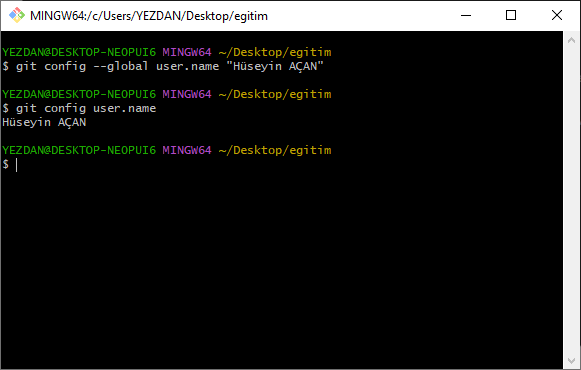 MINGW64:/c/Users/YEZDAN/Desktop/egitim
YEZDAN@DESKTOP-NEOPUI6 MINGW64 ~/Desktop/egitim
$ git config --global user.name "Hüseyin AÇAN"
YEZDAN@DESKTOP-NEOPUI6 MINGW64 ~/Desktop/egitim
$ git config user.name
Hüseyin AÇAN
YEZDAN@DESKTOP-NEOPUI6 MINGW64 ~/Desktop/egitim
$